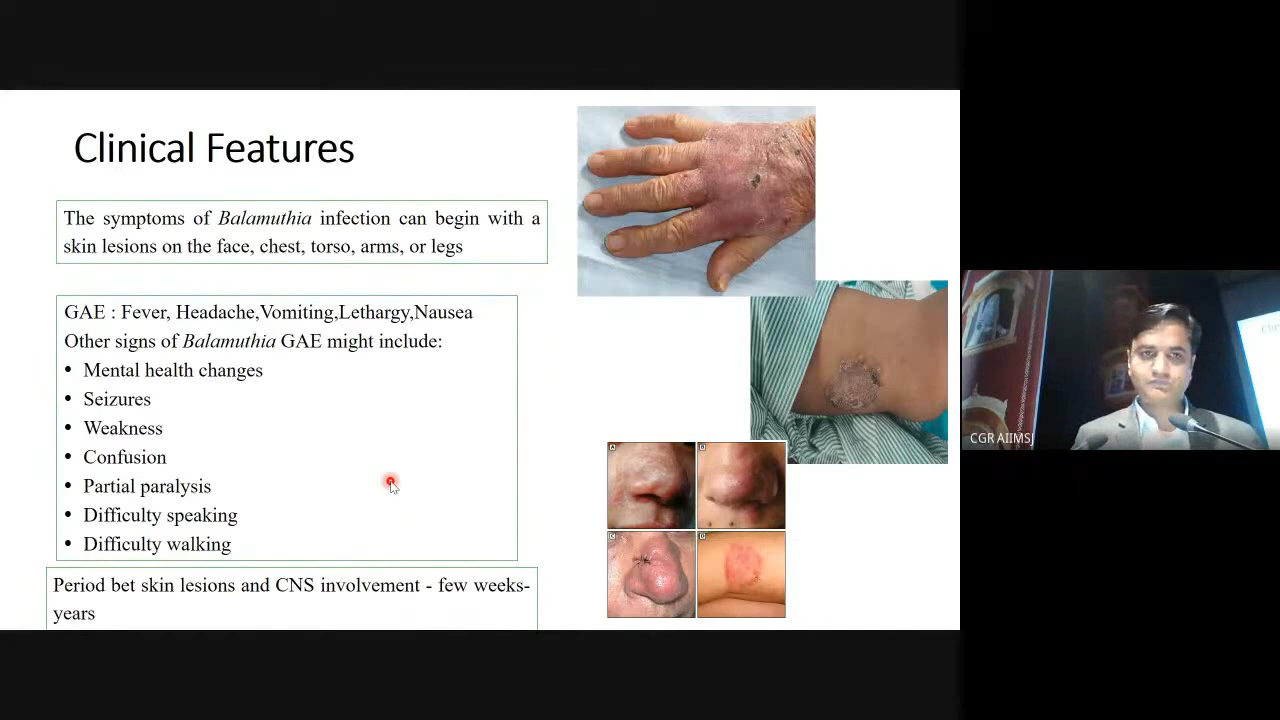 Clinical Features
The symptoms of Balamuthia infection can begin with a
skin lesions on the face, chest, torso, arms, or legs
GAE : Fever, Headache,Vomiting,Lethargy,Nausea
Other signs of Balamuthia GAE might include:
• Mental health changes
• Seizures
• Weakness
• Confusion
• Partial paralysis
• Difficulty speaking
• Difficulty walking
Period bet skin lesions and CNS involvement - few weeks-
years
A
B
C
D
CGR AIIMSJ